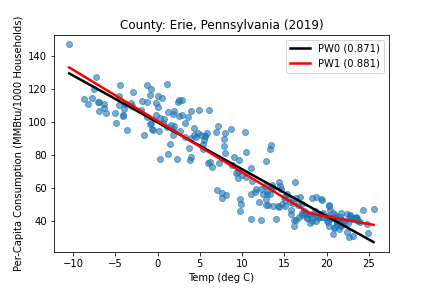 County: Erie, Pennsylvania (2019)
Per-Capita Consumption (MMBtu/1000 Households)
140
120
100
80
60
40
PW0 (0.871)
PW1 (0.881)
−10 −5 0 5 10 15 20 25
Temp (deg C)